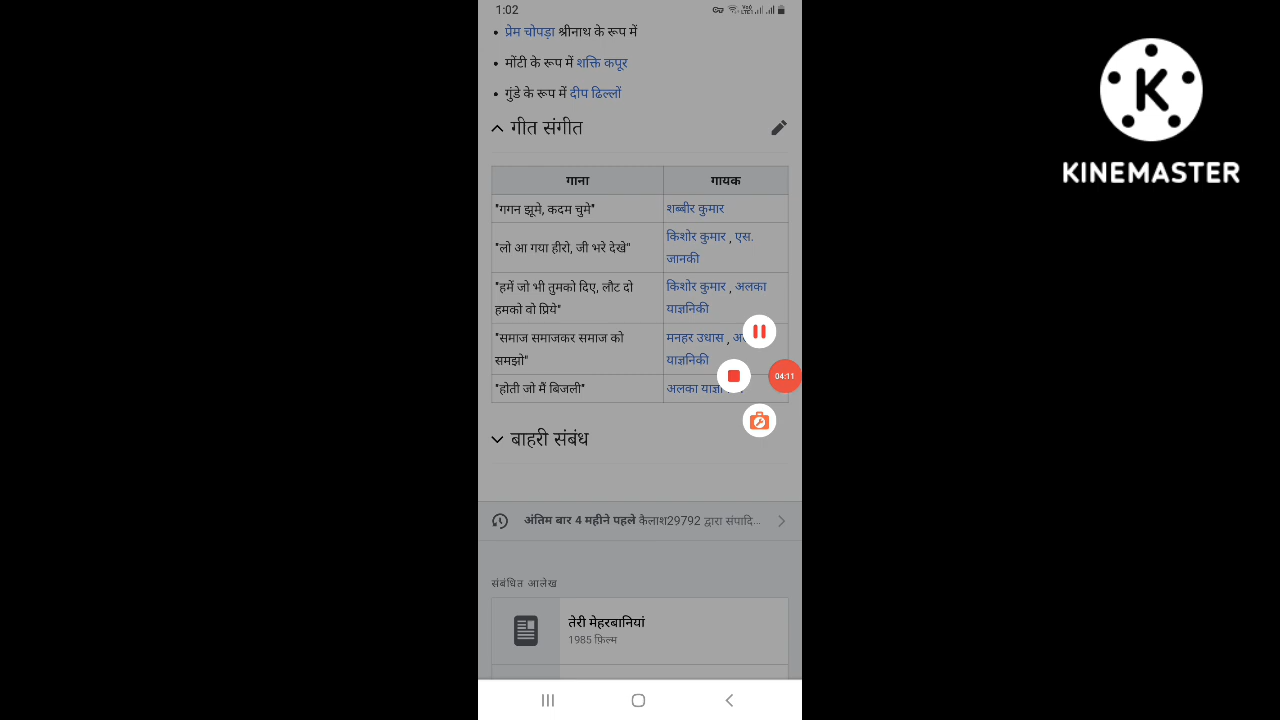 1:02
प्रेम चोपड़ा श्रीनाथ के रूप में
मोंटी के रूप में शक्ति कपूर
गुंडे के रूप में दीप ढिल्लों
गीत संगीत
गाना गायक
"गगन झूमे, कदम चुमे" शब्बीर कुमार
"लो आ गया हीरो, जी भरे देखे" किशोर कुमार , एस.
जानकी
"हमें जो भी तुमको दिए, लौट दो किशोर कुमार , अलका
हमको वो प्रिये" याज्ञनिकी
"समाज समाजकर समाज को मनहर उधास ,
समझो" याज्ञनिकी
"होती जो मैं बिजली" अलका
04:11
बाहरी संबंध
अंतिम बार 4 महीने पहले कैलाश29792 द्वारा संपादि...
संबंधित आलेख
तेरी मेहरबानियां
1985 फ़िल्म
K
KINEMASTER